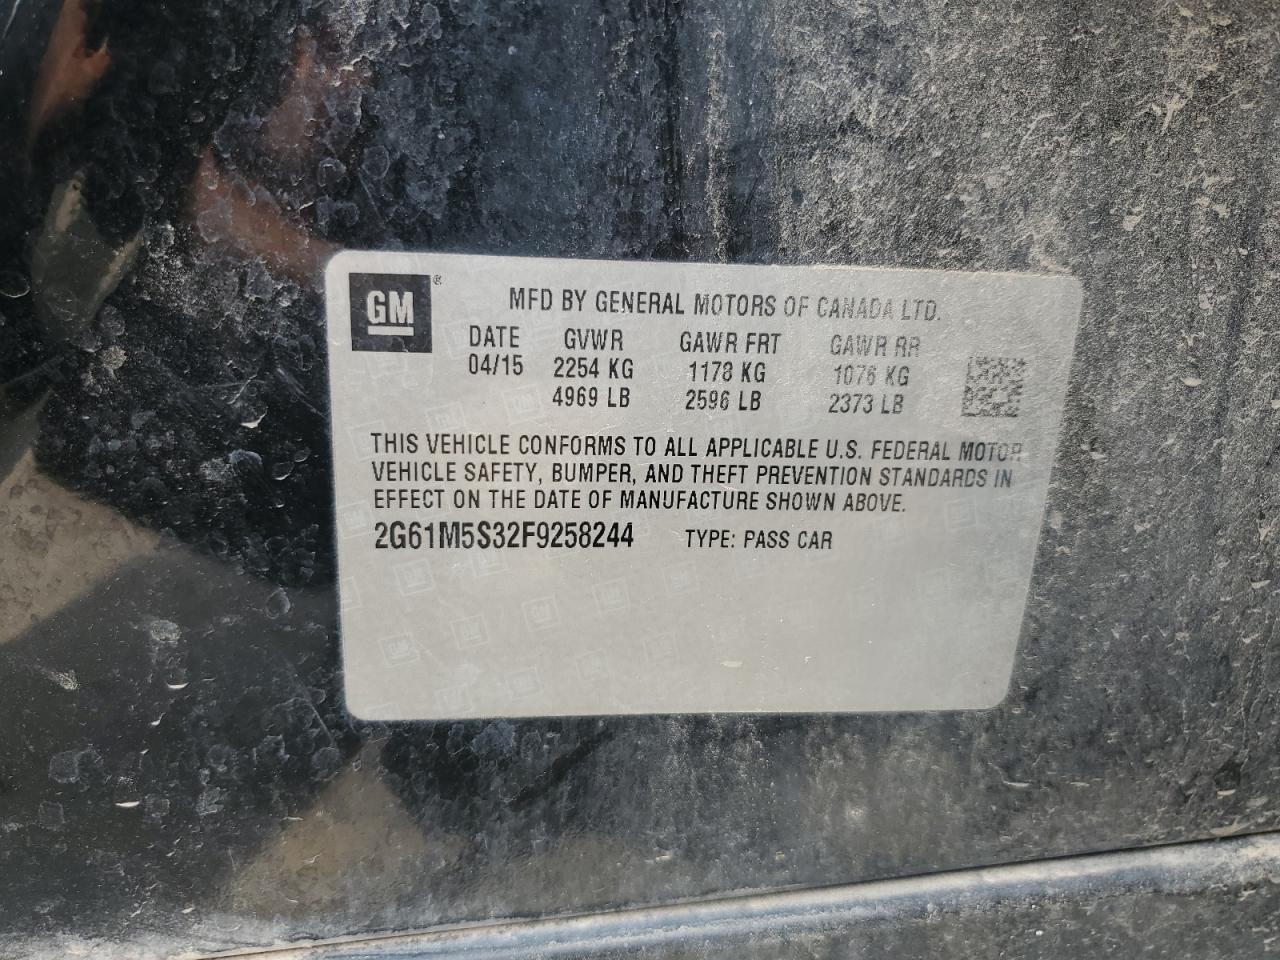 GM ®
MFD BY GENERAL MOTORS OF CANADA LTD.
DATE GVWR GAWR FRT GAWR RR
04/15 2254 KG 1178 KG 1076 KG
4969 LB 2596 LB 2373 LB
THIS VEHICLE CONFORMS TO ALL APPLICABLE U.S. FEDERAL MOTOR
VEHICLE SAFETY, BUMPER, AND THEFT PREVENTION STANDARDS IN
EFFECT ON THE DATE OF MANUFACTURE SHOWN ABOVE.
2G61M5S32F9258244 TYPE: PASS CAR